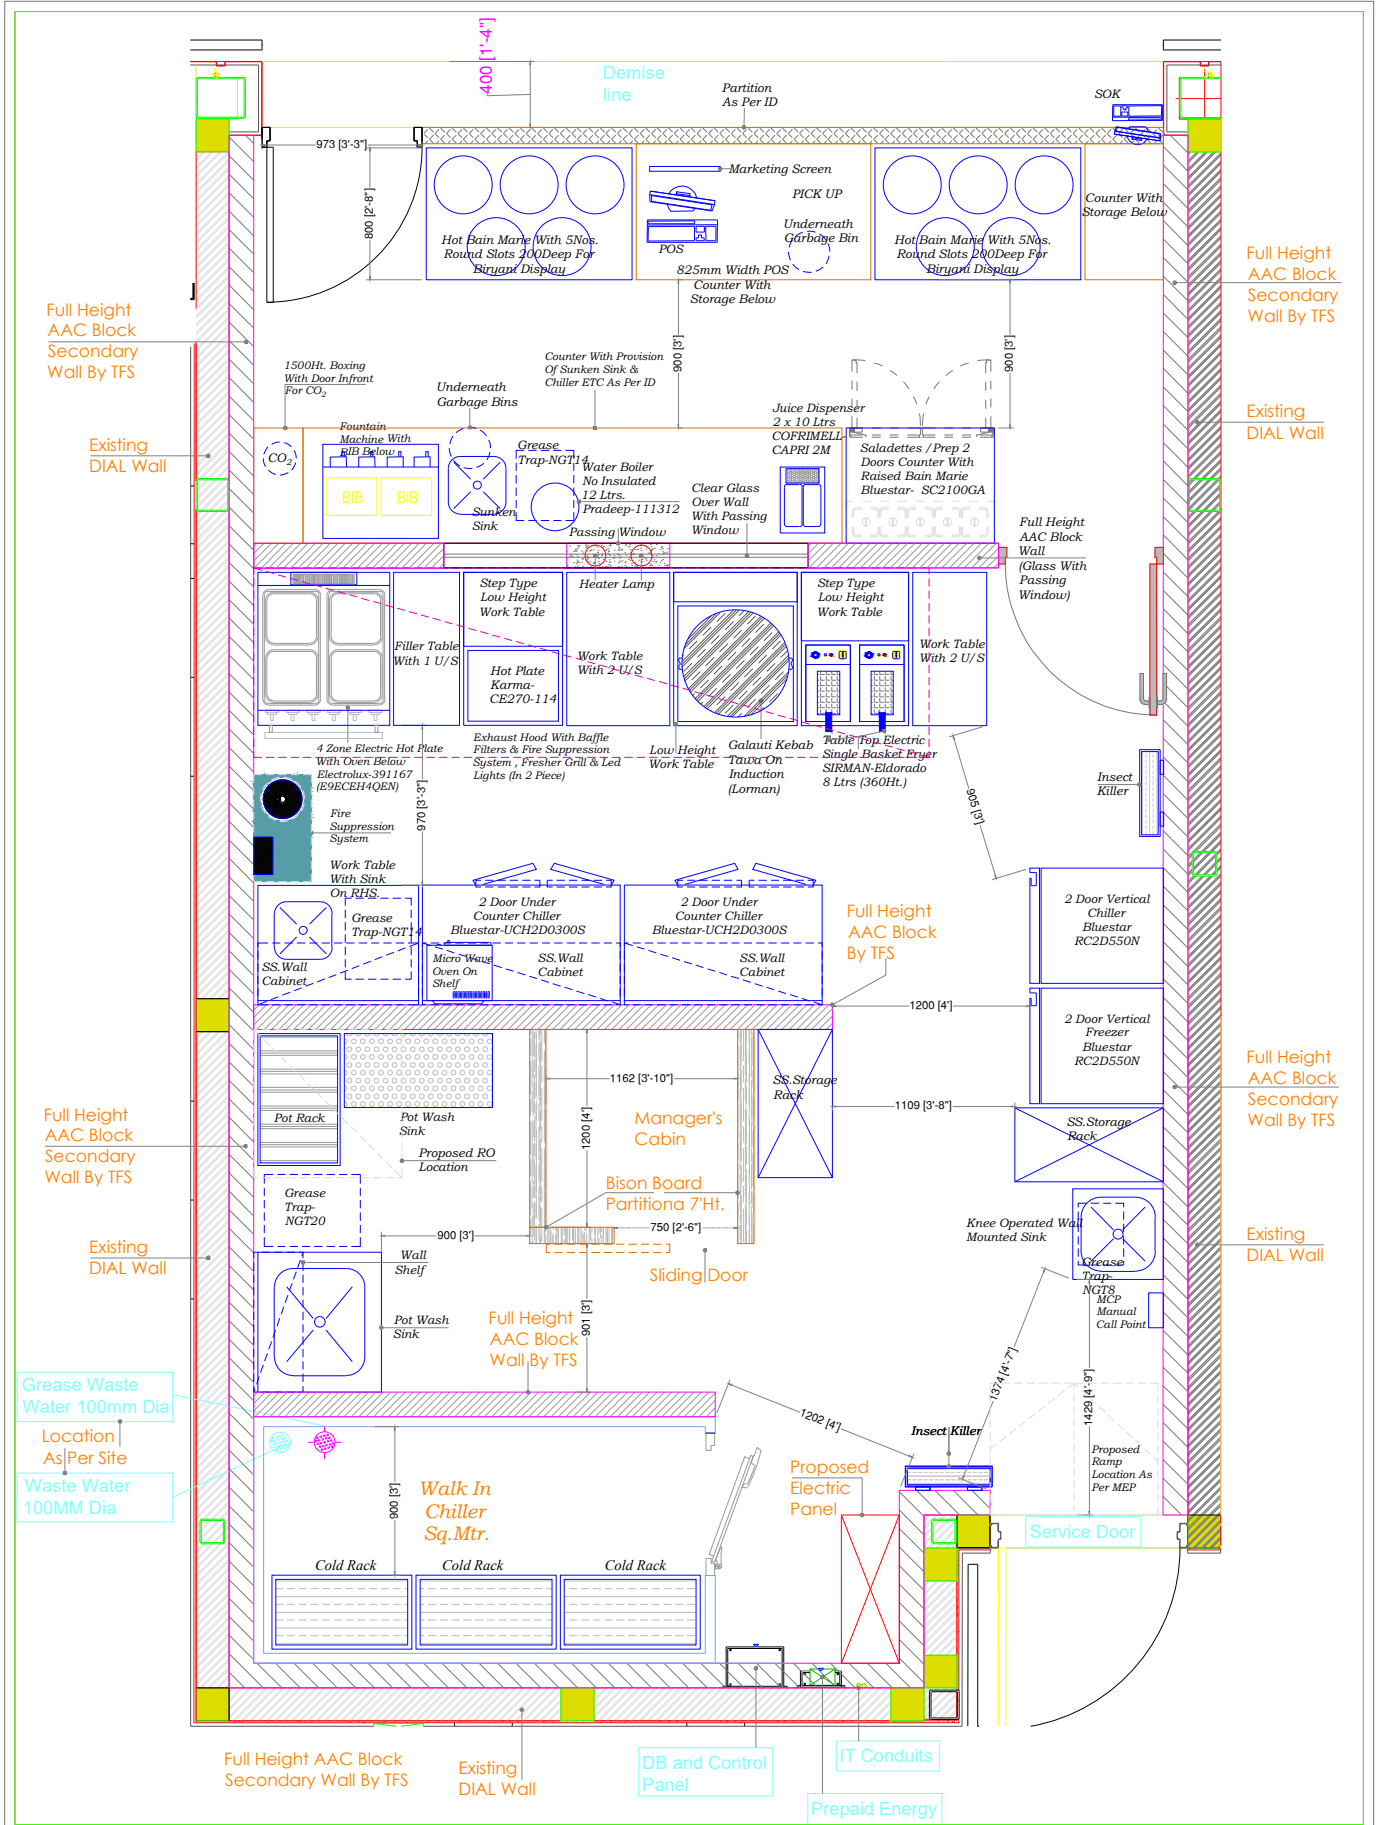 400 [1'-4"]
Demise
line
Partition
As Per ID
SOK
973 [3'-3"]
800 [2'-8"]
Marketing Screen
PICK UP
POS
Underneath
Garbage Bin
Counter With
Storage Below
Hot Bain Marie With 5Nos.
Round Slots 200Deep For
Biryani Display
Hot Bain Marie With 5Nos.
Round Slots 200Deep For
Biryani Display
825mm Width POS
Counter With
Storage Below
Full Height
AAC Block
Secondary
Wall By TFS
Full Height
AAC Block
Secondary
Wall By TFS
900 [3']
900 [3']
1500Ht. Boxing
With Door Infront
For CO2
Underneath
Garbage Bins
Counter With Provision
Of Sunken Sink &
Chiller ETC As Per ID
Existing
DIAL Wall
Existing
DIAL Wall
CO2
Fountain
Machine With
BIB Below
BIB
BIB
Grease
Trap-NGT14
Sunken
Sink
Water Boiler
No Insulated
12 Ltrs.
Pradeep-111312
Clear Glass
Over Wall
With Passing
Window
Juice Dispenser
2 x 10 Ltrs
COFRIMELL-
CAPRI 2M
Saladettes /Prep 2
Doors Counter With
Raised Bain Marie
Bluestar- SC2100GA
Full Height
AAC Block
Wall
(Glass With
Passing
Window)
Passing Window
Heater Lamp
Step Type
Low Height
Work Table
Step Type
Low Height
Work Table
Filler Table
With 1 U/S
Hot Plate
Karma-
CE270-114
Work Table
With 2 U/S
Work Table
With 2 U/S
4 Zone Electric Hot Plate
With Oven Below
Electrolux-391167
(E9ECEH4QEN)
Exhaust Hood With Baffle
Filters & Fire Suppression
System , Fresher Grill & Led
Lights (In 2 Piece)
Low Height
Work Table
Galauti Kebab
Tawa On
Induction
(Lorman)
Table Top Electric
Single Basket Fryer
SIRMAN-Eldorado
8 Ltrs (360Ht.)
970 [3'-3"]
905 [3']
Insect
Killer
Fire
Suppression
System
Work Table
With Sink
On RHS.
Grease
Trap-NGT14
SS.Wall
Cabinet
2 Door Under
Counter Chiller
Bluestar-UCH2D0300S
Micro Wave
Oven On
Shelf
SS.Wall
Cabinet
2 Door Under
Counter Chiller
Bluestar-UCH2D0300S
SS.Wall
Cabinet
Full Height
AAC Block
By TFS
2 Door Vertical
Chiller
Bluestar
RC2D550N
1200 [4']
2 Door Vertical
Freezer
Bluestar
RC2D550N
Full Height
AAC Block
Secondary
Wall By TFS
Full Height
AAC Block
Secondary
Wall By TFS
Pot Rack
Pot Wash
Sink
Proposed RO
Location
1162 [3'-10"]
1200 [4']
Manager's
Cabin
SS.Storage
Rack
1109 [3'-8"]
SS.Storage
Rack
Grease
Trap-
NGT20
Bison Board
Partitiona 7'Ht.
750 [2'-6"]
900 [3']
Knee Operated Wall
Mounted Sink
Grease
Trap-
NGT8
MCP
Manual
Call Point
Existing
DIAL Wall
Existing
DIAL Wall
Wall
Shelf
Sliding Door
901 [3']
Pot Wash
Sink
Full Height
AAC Block
Wall By TFS
1374 [4'-7"]
1429 [4'-9"]
Grease Waste
Water 100mm Dia
Location
As Per Site
Waste Water
100MM Dia
1202 [4']
Insect Killer
Proposed
Ramp
Location As
Per MEP
900 [3']
Walk In
Chiller
Sq.Mtr.
Proposed
Electric
Panel
Service Door
Cold Rack
Cold Rack
Cold Rack
Full Height AAC Block
Secondary Wall By TFS
Existing
DIAL Wall
DB and Control
Panel
IT Conduits
Prepaid Energy